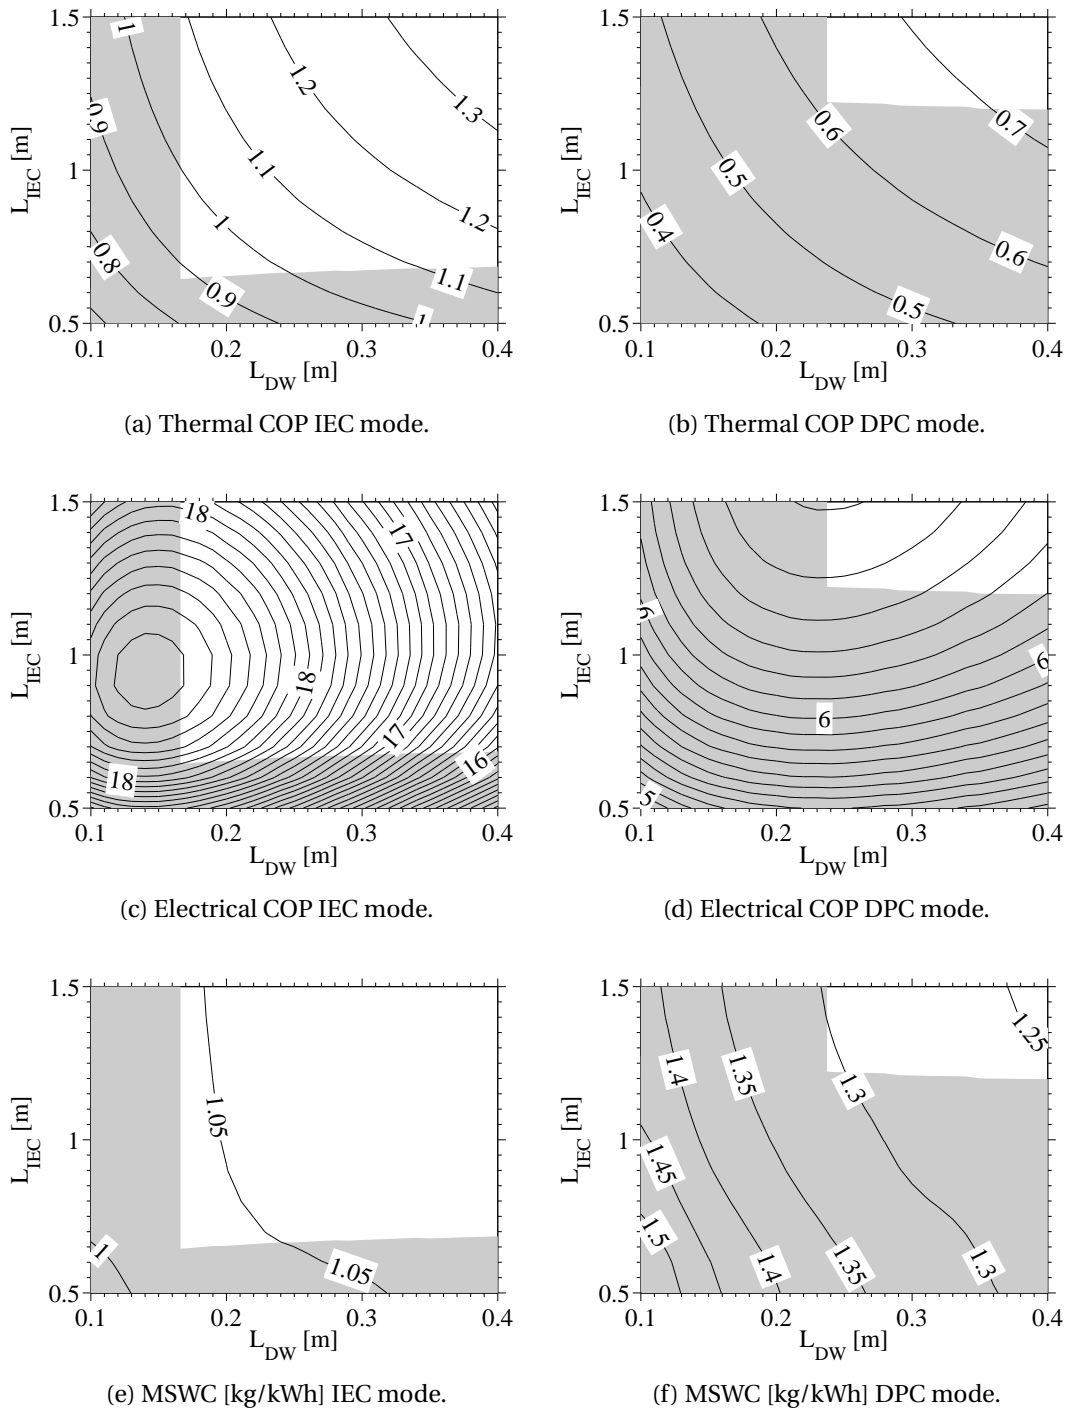 1.5
1
0.5
0.1 0.2 0.3 0.4
L_IEC [m]
L_DW [m]
1
0.9
0.8
1.2
1.3
1.1
1.2
1
1.1
0.9
1
(a) Thermal COP IEC mode.
1.5
1
0.5
0.1 0.2 0.3 0.4
L_IEC [m]
L_DW [m]
0.6
0.7
0.5
0.4
0.6
0.5
(b) Thermal COP DPC mode.
1.5
1
0.5
0.1 0.2 0.3 0.4
L_IEC [m]
L_DW [m]
18
17
18
17
16
18
(c) Electrical COP IEC mode.
1.5
1
0.5
0.1 0.2 0.3 0.4
L_IEC [m]
L_DW [m]
6
6
6
5
(d) Electrical COP DPC mode.
1.5
1
0.5
0.1 0.2 0.3 0.4
L_IEC [m]
L_DW [m]
1.05
1
1.05
(e) MSWC [kg/kWh] IEC mode.
1.5
1
0.5
0.1 0.2 0.3 0.4
L_IEC [m]
L_DW [m]
1.25
1.4
1.35
1.3
1.45
1.5
1.4
1.35
1.3
(f) MSWC [kg/kWh] DPC mode.